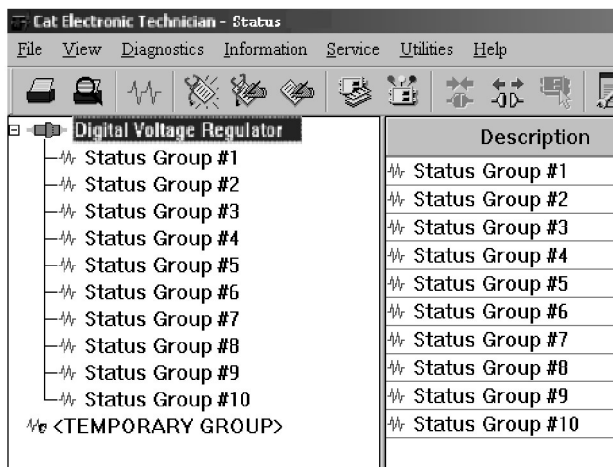 Cat Electronic Technician - Status
File View Diagnostics Information Service Utilities Help
Digital Voltage Regulator
Status Group #1
Status Group #2
Status Group #3
Status Group #4
Status Group #5
Status Group #6
Status Group #7
Status Group #8
Status Group #9
Status Group #10
<TEMPORARY GROUP>
Description
Status Group #1
Status Group #2
Status Group #3
Status Group #4
Status Group #5
Status Group #6
Status Group #7
Status Group #8
Status Group #9
Status Group #10